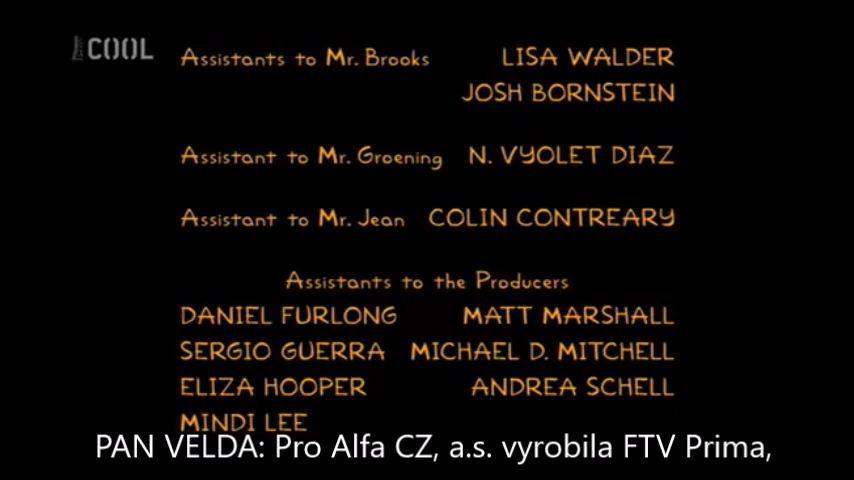 COOL
Assistants to Mr. Brooks LISA WALDER
JOSH BORNSTEIN
Assistant to Mr. Groening N. VYOLET DIAZ
Assistant to Mr. Jean COLIN CONTREARY
Assistants to the Producers
DANIEL FURLONG MATT MARSHALL
SERGIO GUERRA MICHAEL D. MITCHELL
ELIZA HOOPER ANDREA SCHELL
MINDI LEE
PAN VELDA: Pro Alfa CZ, a.s. vyrobila FTV Prima,